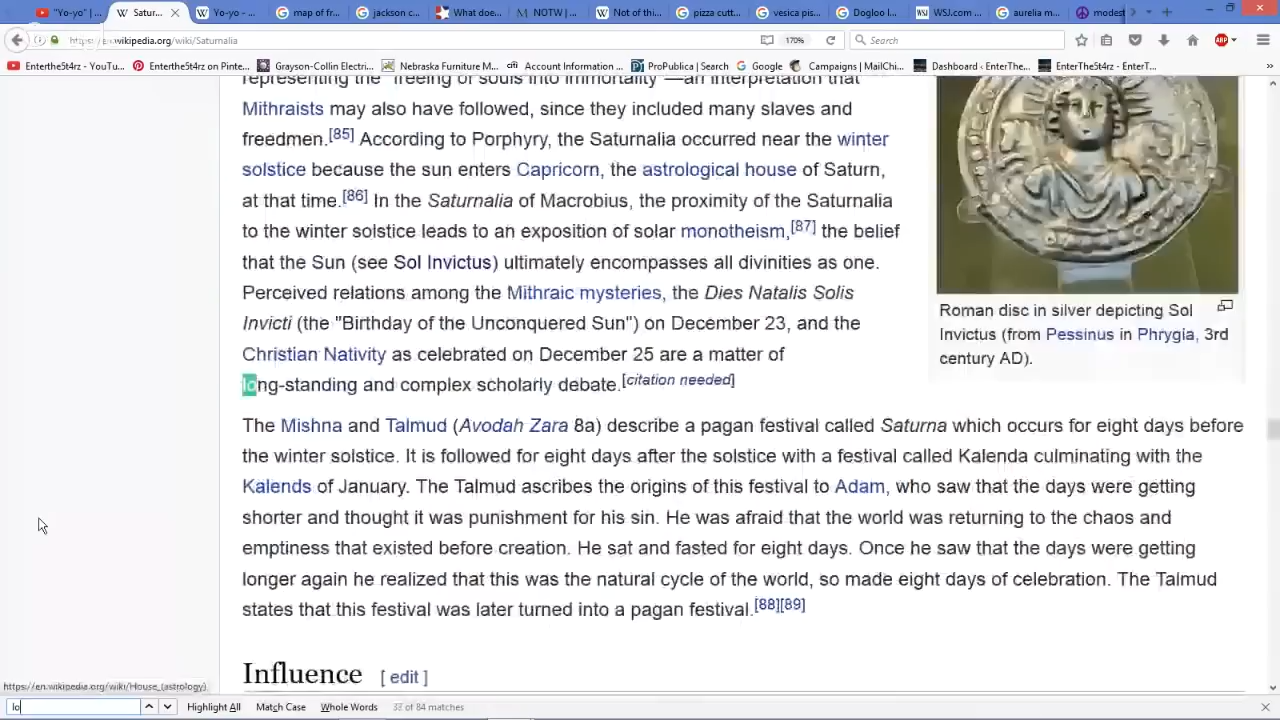 "Yo-yo" |
Satur...
Yo-yo - W...
map of fr...
jackson c...
What doe...
NOTW | ...
Not of thi...
pizza cutt...
vesica pis...
Dogloo I...
WSJ.com ...
aurelia m...
modest
https://en.wikipedia.org/wiki/Saturnalia
170%
Search
ABP
Enterthe5t4rz - YouTu...
Enterthe5t4rz on Pinte...
Grayson-Collin Electri...
Nebraska Furniture M...
Account Information ...
ProPublica | Search
Google
Campaigns | MailChi...
Dashboard ‹ EnterThe...
EnterThe5t4rz ‹ EnterT...
representing the "freeing of souls into immortality"—an interpretation that
Mithraists may also have followed, since they included many slaves and
freedmen.[85] According to Porphyry, the Saturnalia occurred near the winter
solstice because the sun enters Capricorn, the astrological house of Saturn,
at that time.[86] In the Saturnalia of Macrobius, the proximity of the Saturnalia
to the winter solstice leads to an exposition of solar monotheism,[87] the belief
that the Sun (see Sol Invictus) ultimately encompasses all divinities as one.
Perceived relations among the Mithraic mysteries, the Dies Natalis Solis
Invicti (the "Birthday of the Unconquered Sun") on December 23, and the
Christian Nativity as celebrated on December 25 are a matter of
long-standing and complex scholarly debate.[citation needed]
Roman disc in silver depicting Sol
Invictus (from Pessinus in Phrygia, 3rd
century AD).
The Mishna and Talmud (Avodah Zara 8a) describe a pagan festival called Saturna which occurs for eight days before
the winter solstice. It is followed for eight days after the solstice with a festival called Kalenda culminating with the
Kalends of January. The Talmud ascribes the origins of this festival to Adam, who saw that the days were getting
shorter and thought it was punishment for his sin. He was afraid that the world was returning to the chaos and
emptiness that existed before creation. He sat and fasted for eight days. Once he saw that the days were getting
longer again he realized that this was the natural cycle of the world, so made eight days of celebration. The Talmud
states that this festival was later turned into a pagan festival.[88][89]
Influence [ edit ]
https://en.wikipedia.org/wiki/House_(astrology)
lo
Highlight All
Match Case
Whole Words
of 84 matches